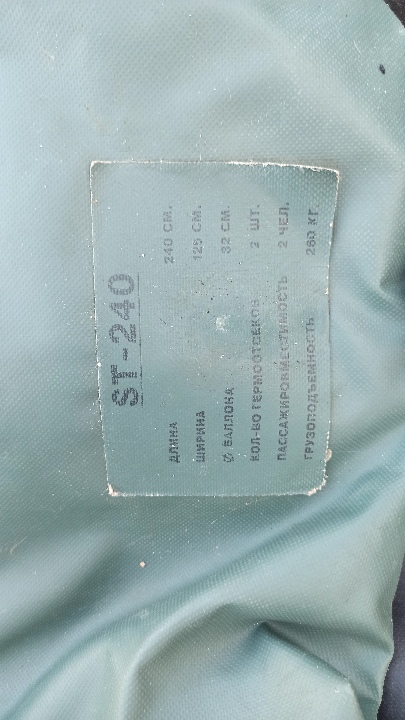 ST-240
ДЛИНА 240 СМ.
ШИРИНА 125 СМ.
Ø БАЛЛОНА 32 СМ.
КОЛ-ВО ГЕРМООТСЕКОВ 2 ШТ.
ПАССАЖИРОВМЕСТИМОСТЬ 2 ЧЕЛ.
ГРУЗОПОДЪЕМНОСТЬ 260 КГ.